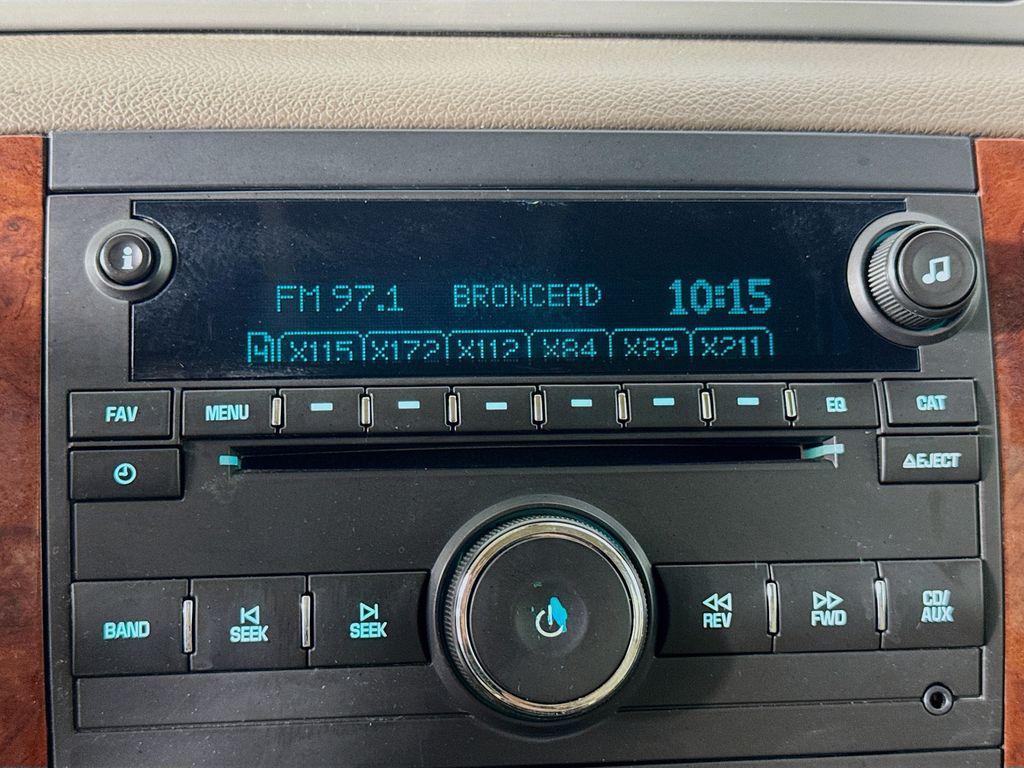 i
FM 97.1 BRONCEAD 10:15
4 X115 X172 X112 X84 X89 X211
FAV MENU EQ CAT
EJECT
BAND SEEK SEEK REV FWD CD/
AUX